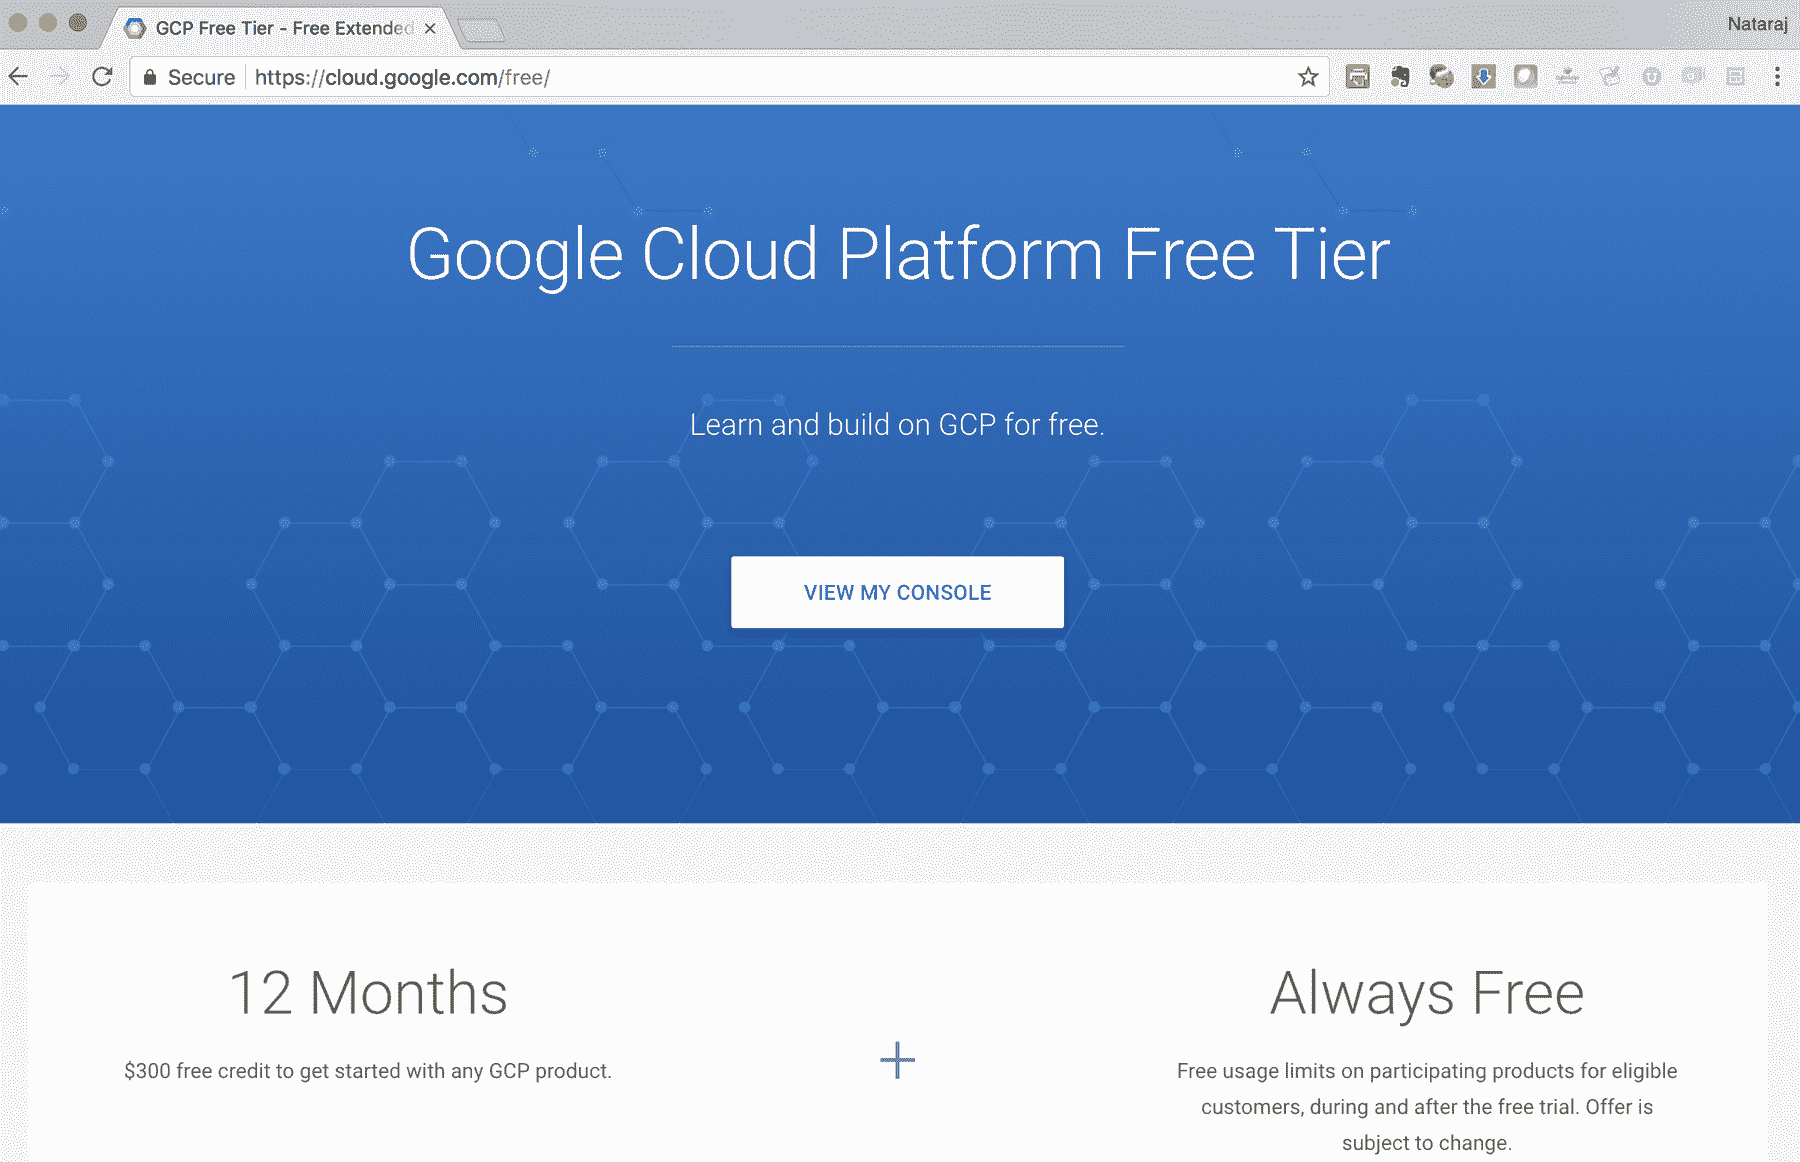 GCP Free Tier - Free Extended
Nataraj
Secure https://cloud.google.com/free/
Google Cloud Platform Free Tier
Learn and build on GCP for free.
VIEW MY CONSOLE
12 Months
$300 free credit to get started with any GCP product.
+
Always Free
Free usage limits on participating products for eligible
customers, during and after the free trial. Offer is
subject to change.